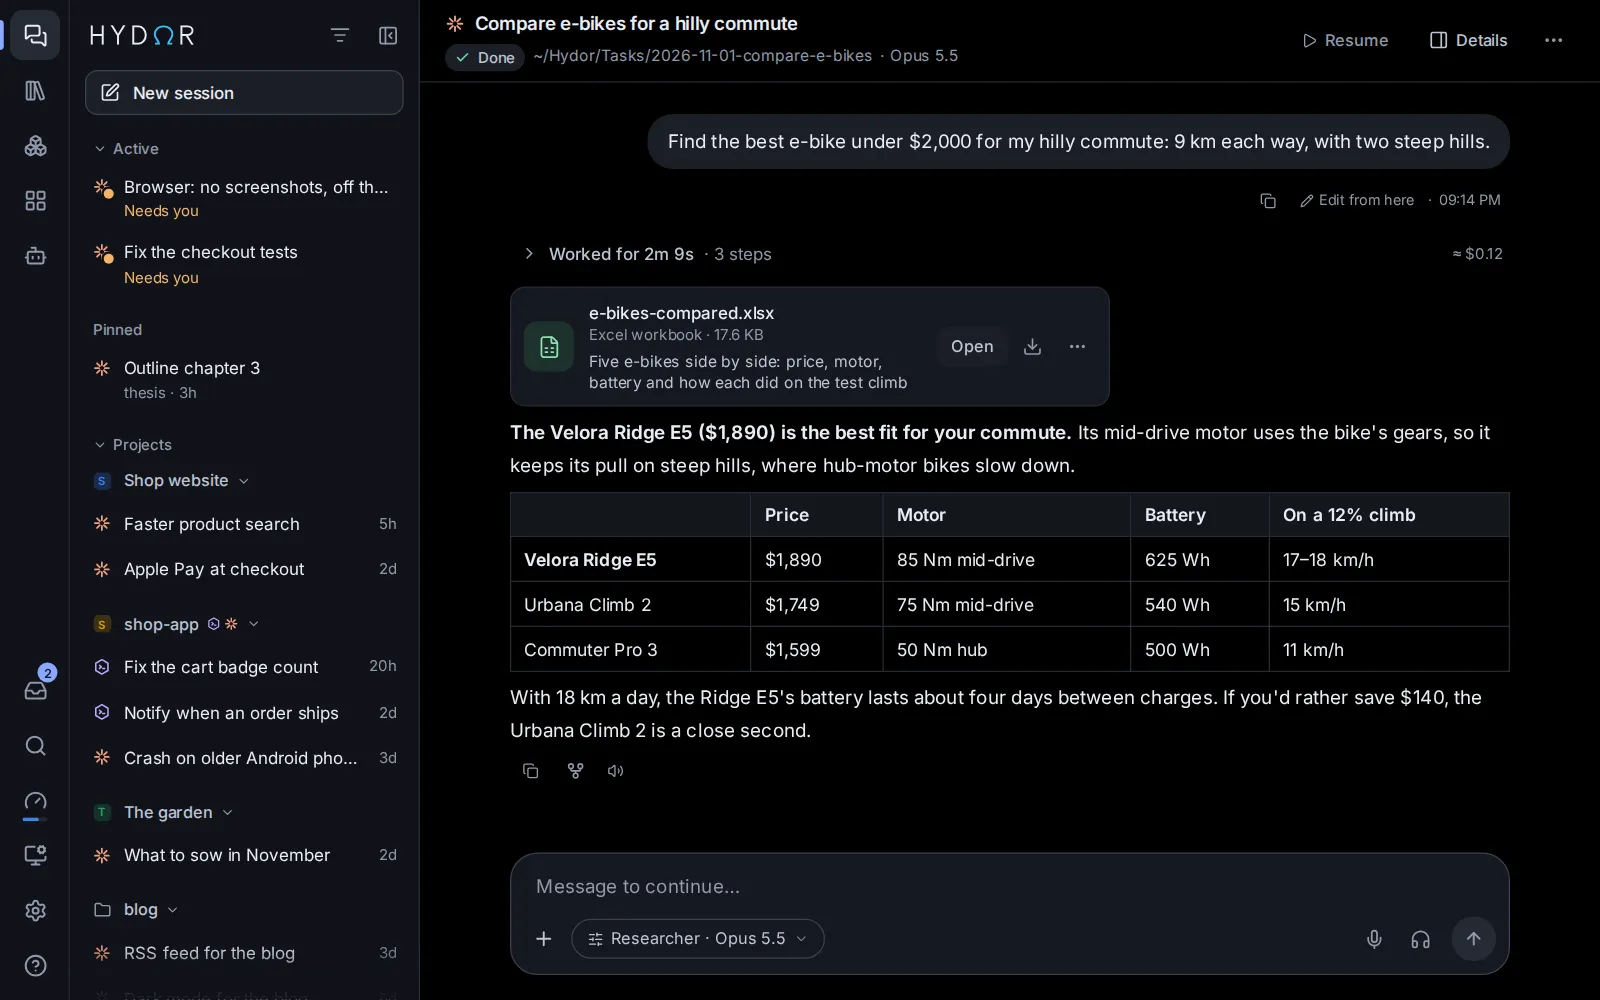 HYDΩR
New session
Active
Browser: no screenshots, off th...
Needs you
Fix the checkout tests
Needs you
Pinned
Outline chapter 3
thesis · 3h
Projects
S Shop website
Faster product search 5h
Apple Pay at checkout 2d
S shop-app
Fix the cart badge count 20h
Notify when an order ships 2d
Crash on older Android pho... 3d
T The garden
What to sow in November 2d
blog
RSS feed for the blog 3d
2
Compare e-bikes for a hilly commute
Done ~/Hydor/Tasks/2026-11-01-compare-e-bikes · Opus 5.5
Resume Details
Find the best e-bike under $2,000 for my hilly commute: 9 km each way, with two steep hills.
Edit from here · 09:14 PM
Worked for 2m 9s · 3 steps ≈ $0.12
e-bikes-compared.xlsx
Excel workbook · 17.6 KB
Five e-bikes side by side: price, motor,
battery and how each did on the test climb
Open
The Velora Ridge E5 ($1,890) is the best fit for your commute. Its mid-drive motor uses the bike's gears, so it
keeps its pull on steep hills, where hub-motor bikes slow down.
Price Motor Battery On a 12% climb
Velora Ridge E5 $1,890 85 Nm mid-drive 625 Wh 17–18 km/h
Urbana Climb 2 $1,749 75 Nm mid-drive 540 Wh 15 km/h
Commuter Pro 3 $1,599 50 Nm hub 500 Wh 11 km/h
With 18 km a day, the Ridge E5's battery lasts about four days between charges. If you'd rather save $140, the
Urbana Climb 2 is a close second.
Message to continue...
Researcher · Opus 5.5